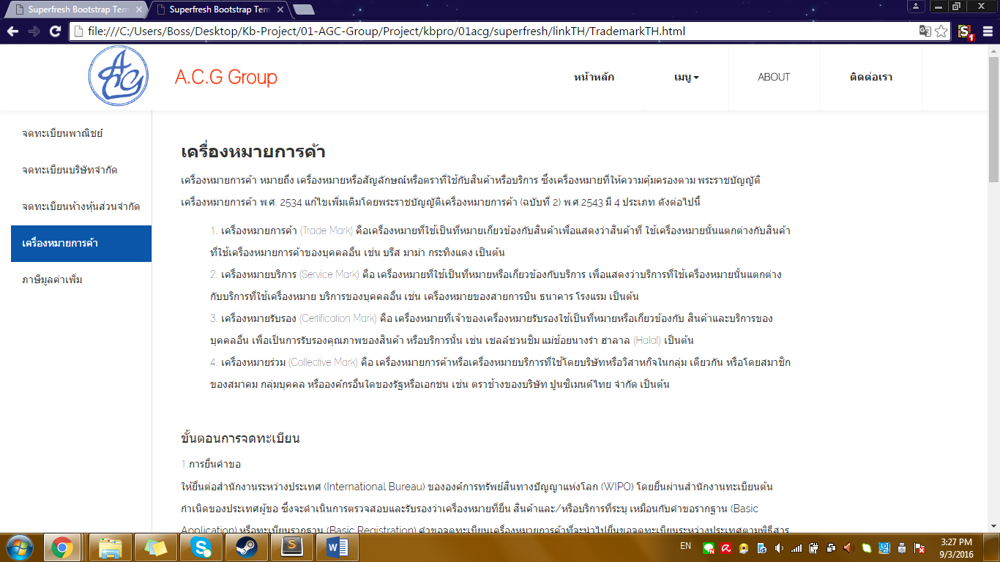 Superfresh Bootstrap Tem
Superfresh Bootstrap Tem
file:///C:/Users/Boss/Desktop/Kb-Project/01-AGC-Group/Project/kbpro/01acg/superfresh/linkTH/TrademarkTH.html
ACG
A.C.G Group
หน้าหลัก
เมนู
ABOUT
ติดต่อเรา
จดทะเบียนพาณิชย์
จดทะเบียนบริษัทจำกัด
จดทะเบียนห้างหุ้นส่วนจำกัด
เครื่องหมายการค้า
ภาษีมูลค่าเพิ่ม
เครื่องหมายการค้า
เครื่องหมายการค้า หมายถึง เครื่องหมายหรือสัญลักษณ์หรือตราที่ใช้กับสินค้าหรือบริการ ซึ่งเครื่องหมายที่ให้ความคุ้มครองตาม พระราชบัญญัติ
เครื่องหมายการค้า พ.ศ. 2534 แก้ไขเพิ่มเติมโดยพระราชบัญญัติเครื่องหมายการค้า (ฉบับที่ 2) พ.ศ.2543 มี 4 ประเภท ดังต่อไปนี้
1. เครื่องหมายการค้า (Trade Mark) คือเครื่องหมายที่ใช้เป็นที่หมายเกี่ยวข้องกับสินค้าเพื่อแสดงว่าสินค้าที่ ใช้เครื่องหมายนั้นแตกต่างกับสินค้า
ที่ใช้เครื่องหมายการค้าของบุคคลอื่น เช่น บรีส มาม่า กระทิงแดง เป็นต้น
2. เครื่องหมายบริการ (Service Mark) คือ เครื่องหมายที่ใช้เป็นที่หมายหรือเกี่ยวข้องกับบริการ เพื่อแสดงว่าบริการที่ใช้เครื่องหมายนั้นแตกต่าง
กับบริการที่ใช้เครื่องหมาย บริการของบุคคลอื่น เช่น เครื่องหมายของสายการบิน ธนาคาร โรงแรม เป็นต้น
3. เครื่องหมายรับรอง (Certification Mark) คือ เครื่องหมายที่เจ้าของเครื่องหมายรับรองใช้เป็นที่หมายหรือเกี่ยวข้องกับ สินค้าและบริการของ
บุคคลอื่น เพื่อเป็นการรับรองคุณภาพของสินค้า หรือบริการนั้น เช่น เชลล์ชวนชิม แม่ช้อยนางรำ ฮาลาล (Halal) เป็นต้น
4. เครื่องหมายร่วม (Collective Mark) คือ เครื่องหมายการค้าหรือเครื่องหมายบริการที่ใช้โดยบริษัทหรือวิสาหกิจในกลุ่ม เดียวกัน หรือโดยสมาชิก
ของสมาคม กลุ่มบุคคล หรือองค์กรอื่นใดของรัฐหรือเอกชน เช่น ตราช้างของบริษัท ปูนซิเมนต์ไทย จำกัด เป็นต้น
ขั้นตอนการจดทะเบียน
1.การยื่นคำขอ
ให้ยื่นต่อสำนักงานระหว่างประเทศ (International Bureau) ขององค์การทรัพย์สินทางปัญญาแห่งโลก (WIPO) โดยยื่นผ่านสำนักงานทะเบียนต้น
กำเนิดของประเทศผู้ขอ ซึ่งจะดำเนินการตรวจสอบและรับรองว่าเครื่องหมายที่ยื่น สินค้าและ/หรือบริการที่ระบุ เหมือนกับคำขอรากฐาน (Basic
Application) หรือทะเบียนรากฐาน (Basic Registration) คำขอจดทะเบียนเครื่องหมายการค้าที่จะนำไปยื่นขอจดทะเบียนระหว่างประเทศตามพิธีสาร
EN
3:27 PM
9/3/2016